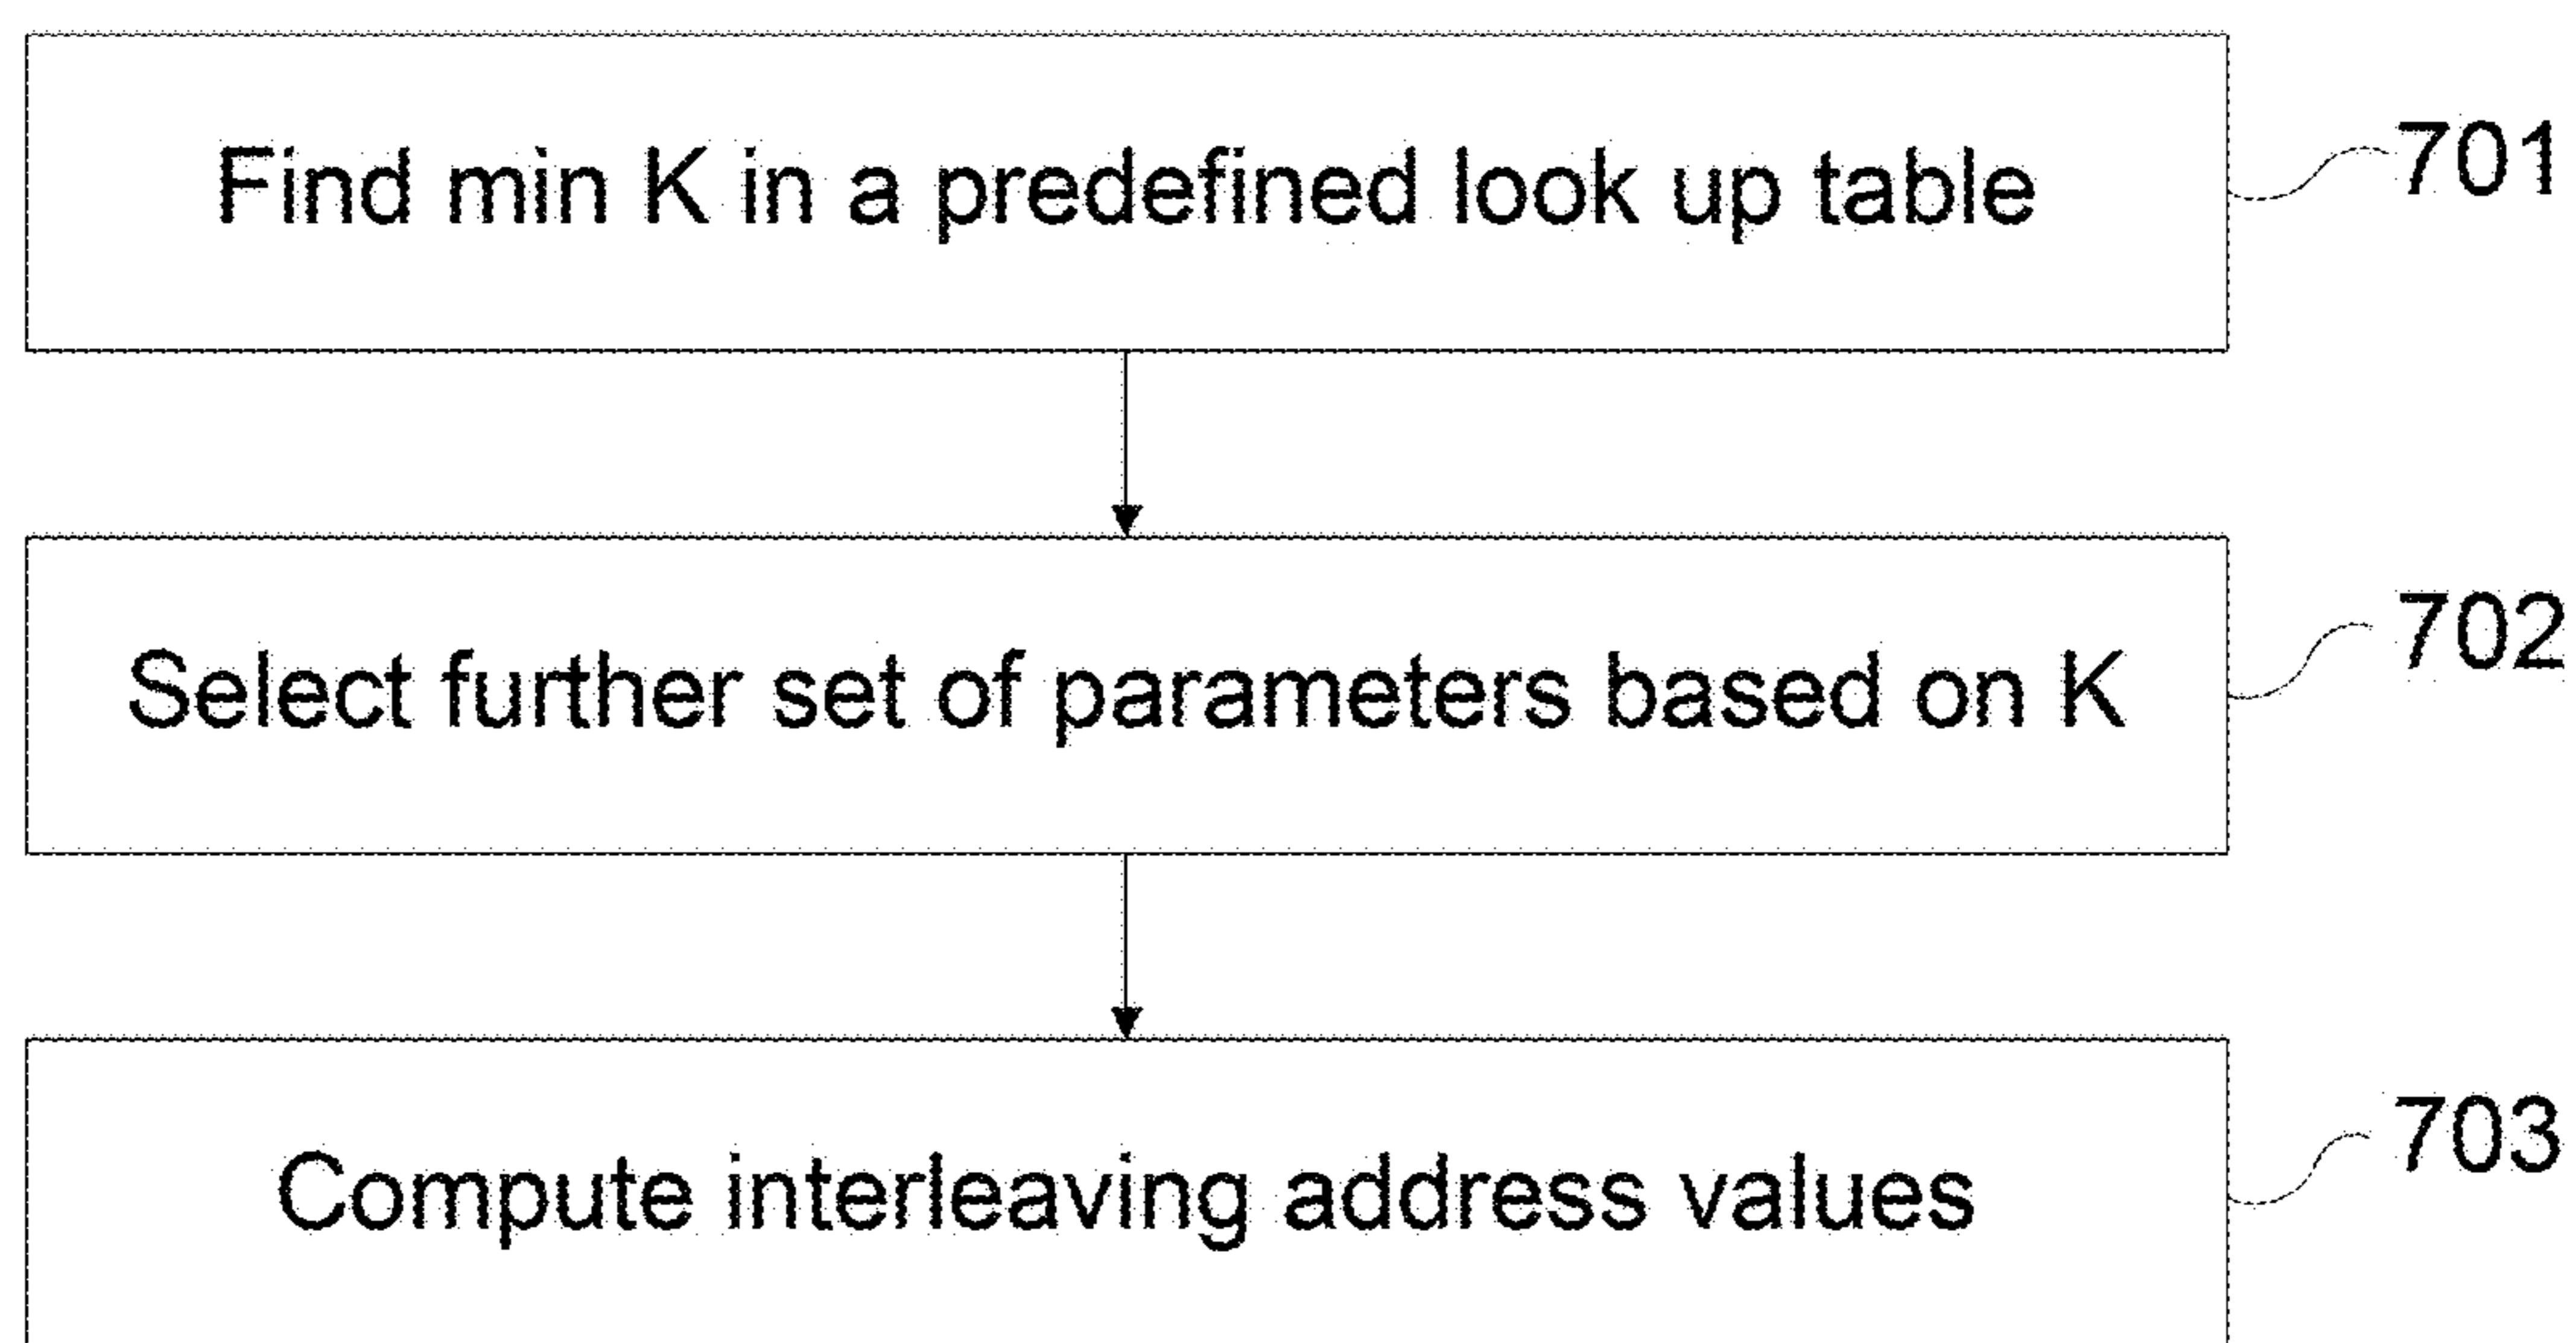 Find min K in a predefined look up table
701
Select further set of parameters based on K
702
Compute interleaving address values
703